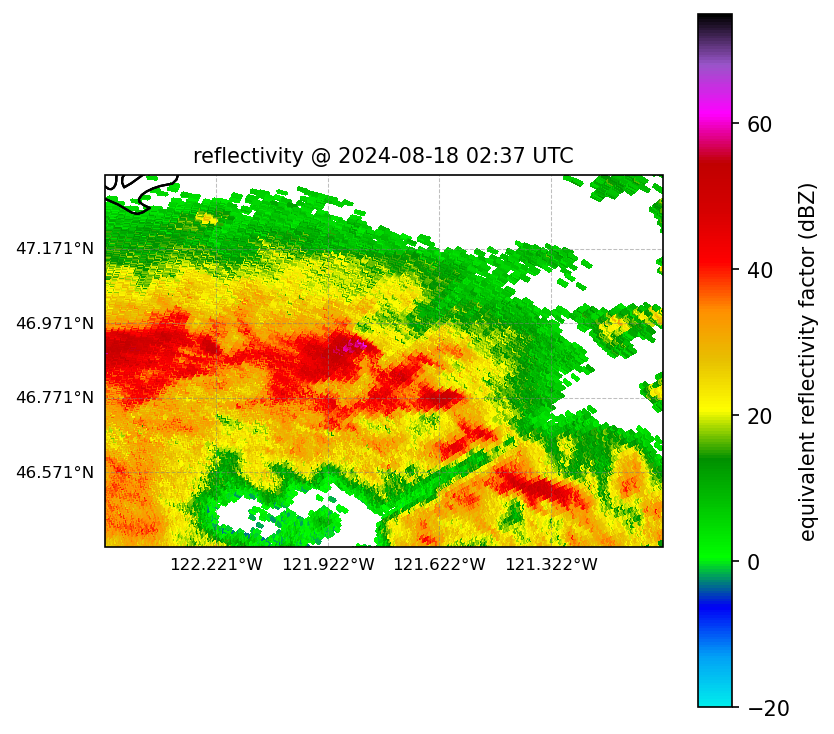 reflectivity @ 2024-08-18 02:37 UTC
47.171°N
46.971°N
46.771°N
46.571°N
122.221°W 121.922°W 121.622°W 121.322°W
60
40
20
0
−20
equivalent reflectivity factor (dBZ)